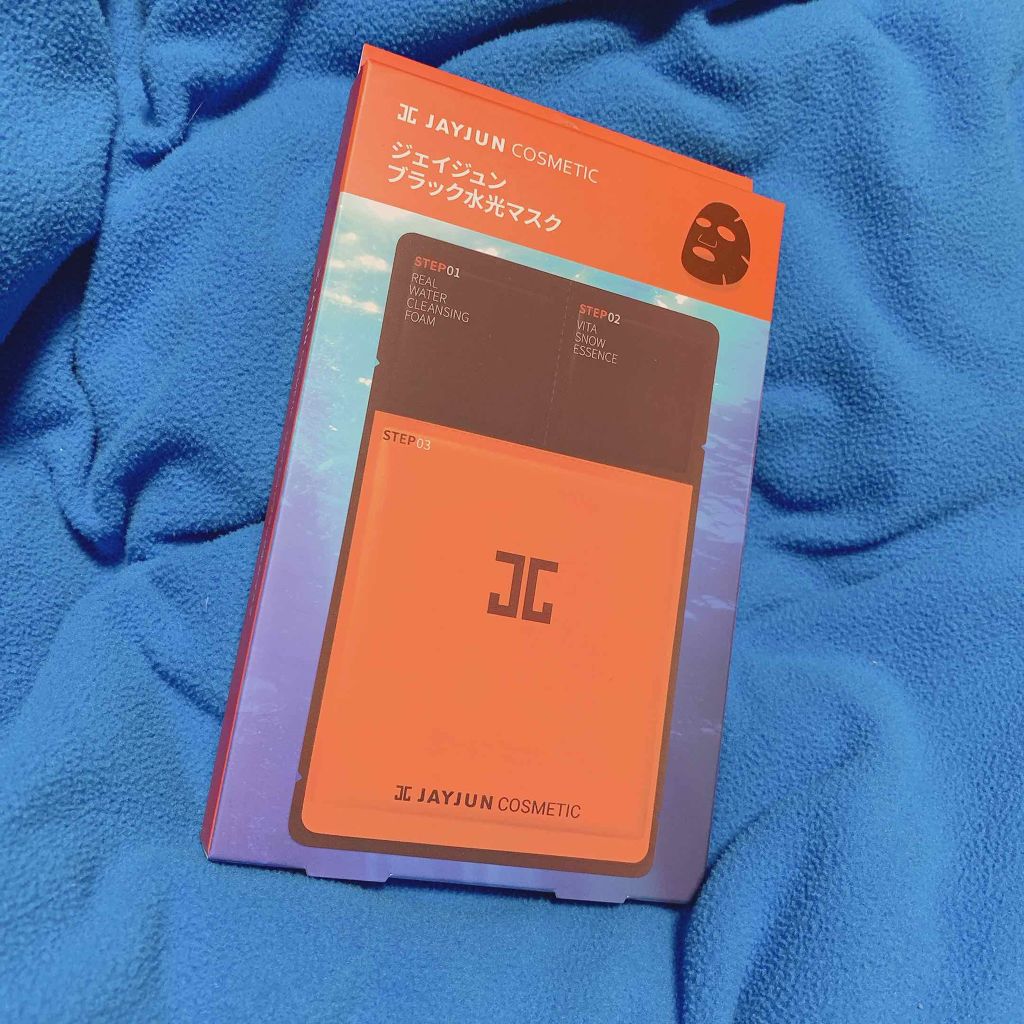 JAYJUN COSMETIC
ジェイジュン
ブラック水光マスク
STEP01
REAL
WATER
CLEANSING
FOAM
STEP02
VITA
SNOW
ESSENCE
STEP03
JAYJUN COSMETIC